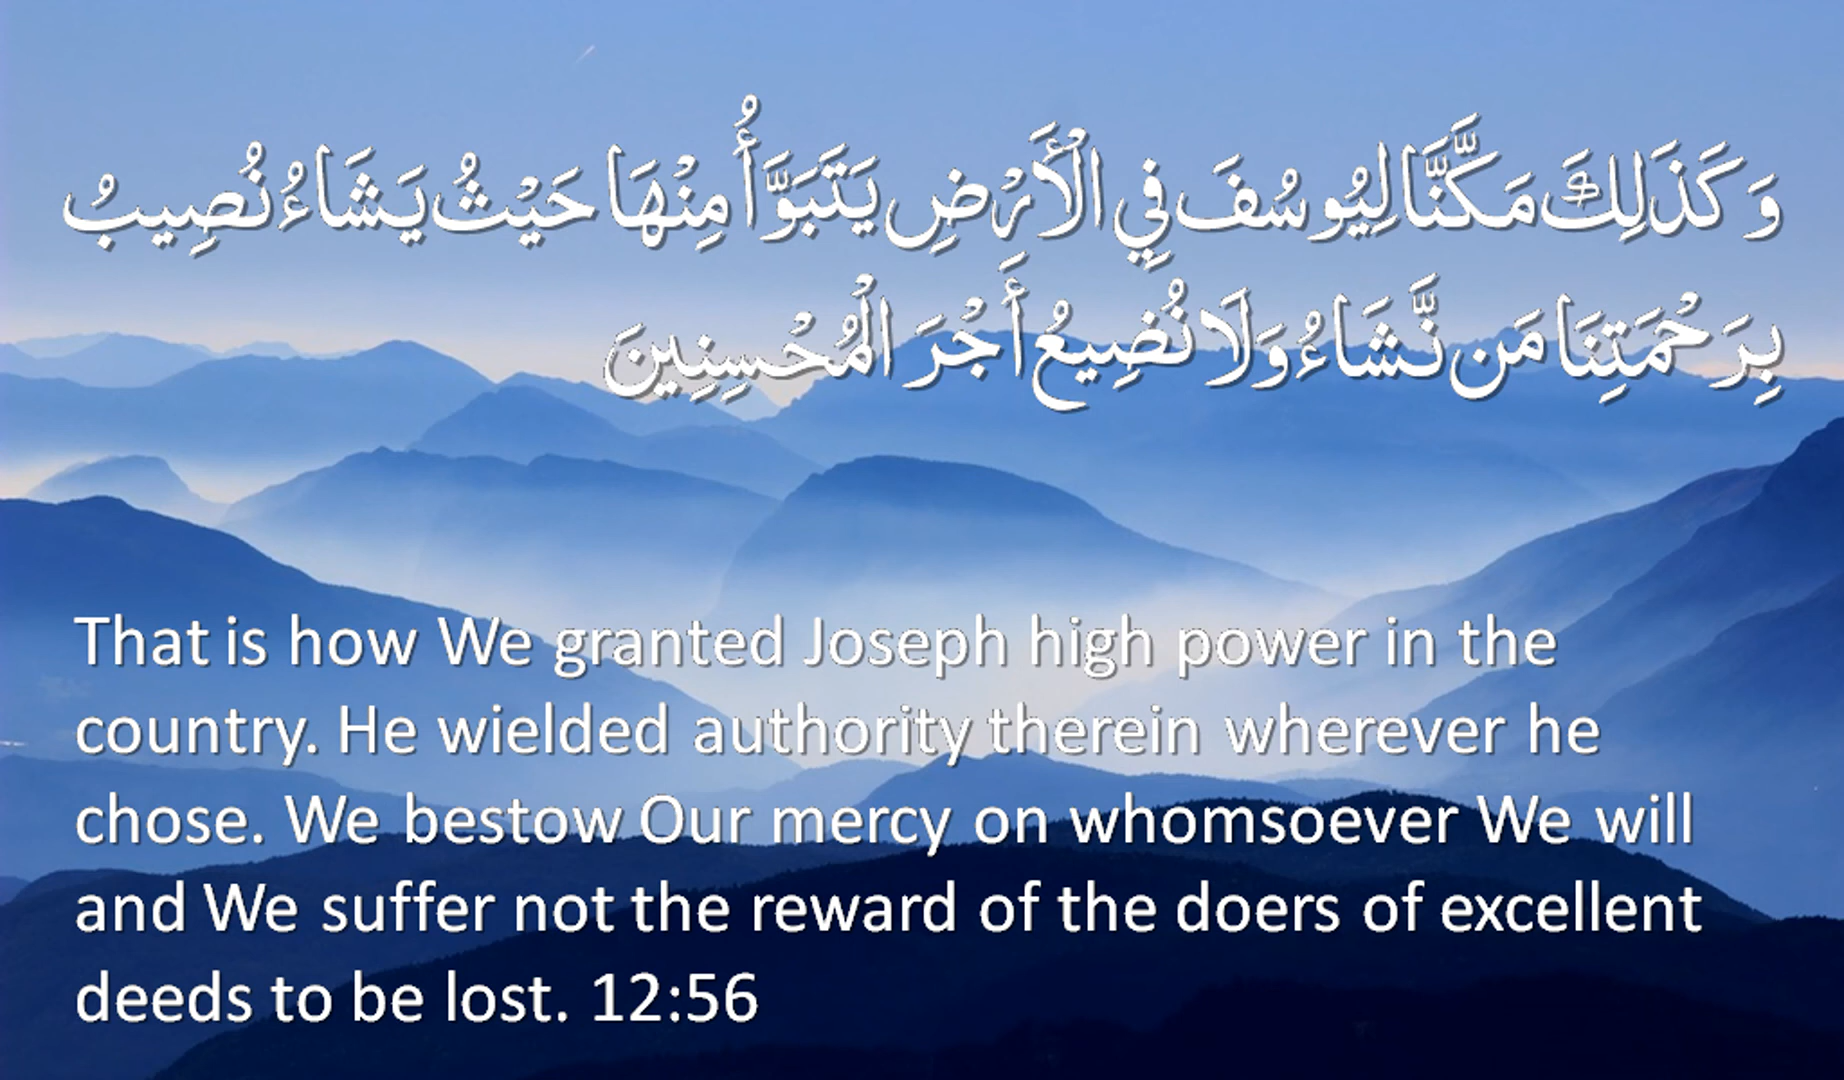 وَكَذَلِكَ مَكَّنَّا لِيُوسُفَ فِي الْأَرْضِ يَتَبَوَّأُ مِنْهَا حَيْثُ يَشَاءُ نُصِيبُ
بِرَحْمَتِنَا مَن نَّشَاءُ وَلَا نُضِيعُ أَجْرَ الْمُحْسِنِينَ
That is how We granted Joseph high power in the
country. He wielded authority therein wherever he
chose. We bestow Our mercy on whomsoever We will
and We suffer not the reward of the doers of excellent
deeds to be lost. 12:56